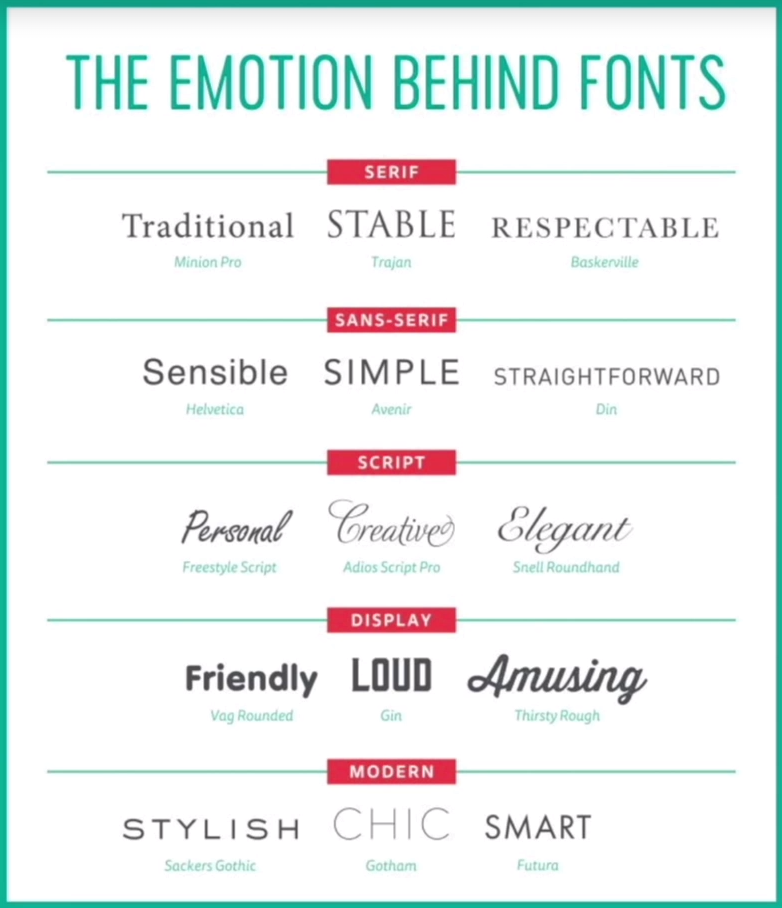 THE EMOTION BEHIND FONTS
SERIF
Traditional STABLE RESPECTABLE
Minion Pro Trajan Baskerville
SANS-SERIF
Sensible SIMPLE STRAIGHTFORWARD
Helvetica Avenir Din
SCRIPT
Personal Creative Elegant
Freestyle Script Adios Script Pro Snell Roundhand
DISPLAY
Friendly LOUD Amusing
Vag Rounded Gin Thirsty Rough
MODERN
STYLISH CHIC SMART
Sackers Gothic Gotham Futura